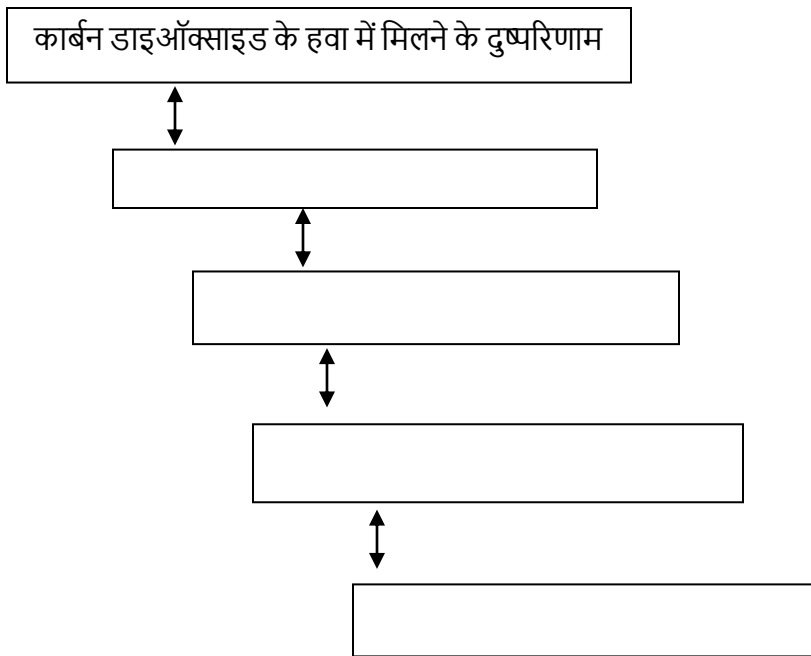 कार्बन डाइऑक्साइड के हवा में मिलने के दुष्परिणाम